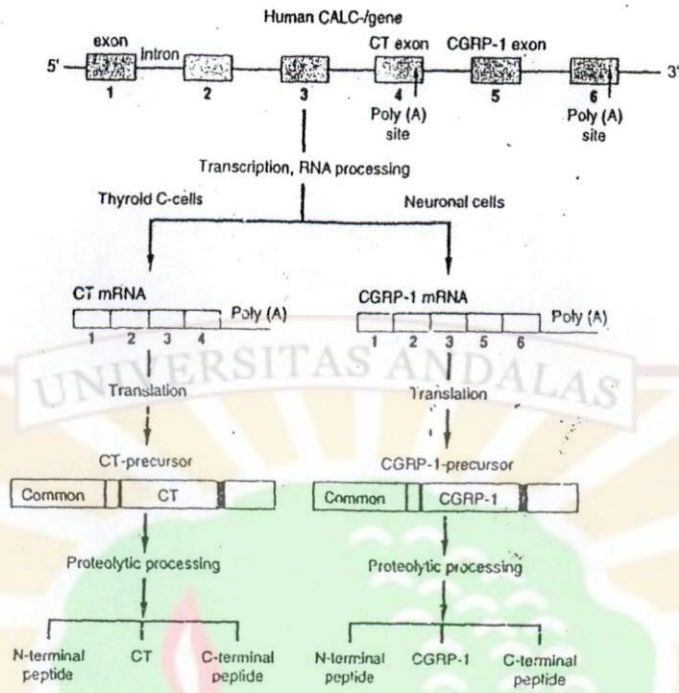 Human CALC-/gene
exon
intron
CT exon
CGRP-1 exon
5'
3'
1
2
3
4
5
6
Poly (A)
site
Poly (A)
site
Transcription, RNA processing
Thyroid C-cells
Neuronal cells
CT mRNA
Poly (A)
1 2 3 4
CGRP-1 mRNA
Poly (A)
1 2 3 5 6
UNIVERSITAS ANDALAS
Translation
Translation
CT-precursor
CGRP-1-precursor
Common
CT
Common
CGRP-1
Proteolytic processing
Proteolytic processing
N-terminal
peptide
CT
C-terminal
peptide
N-terminal
peptide
CGRP-1
C-terminal
peptide